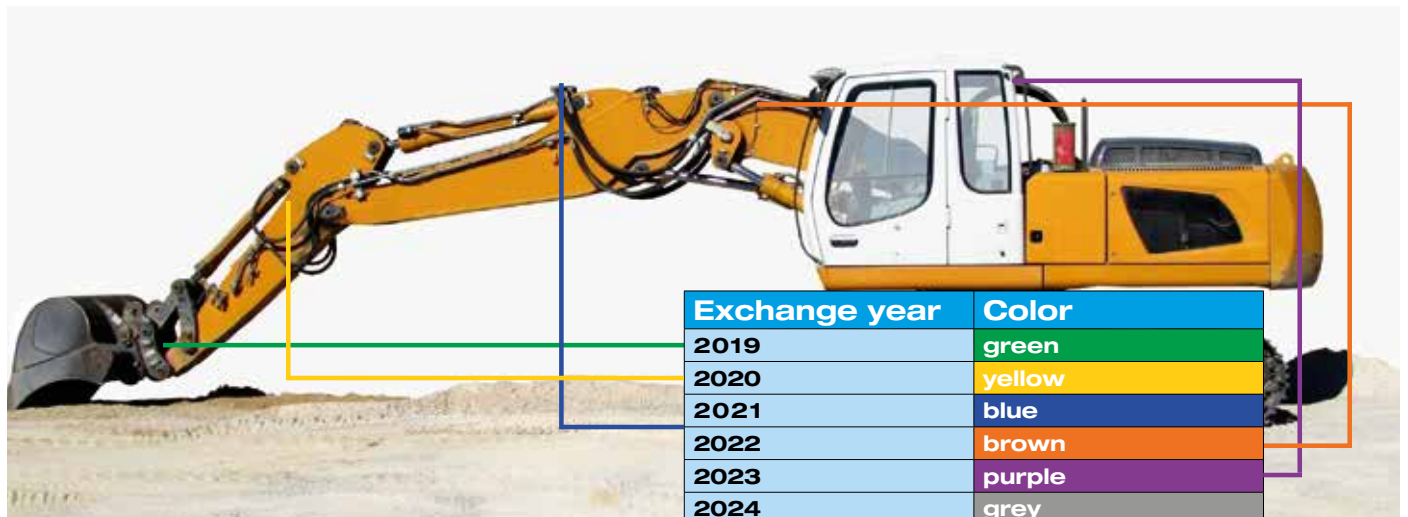 Exchange year Color
2019 green
2020 yellow
2021 blue
2022 brown
2023 purple
2024 grey